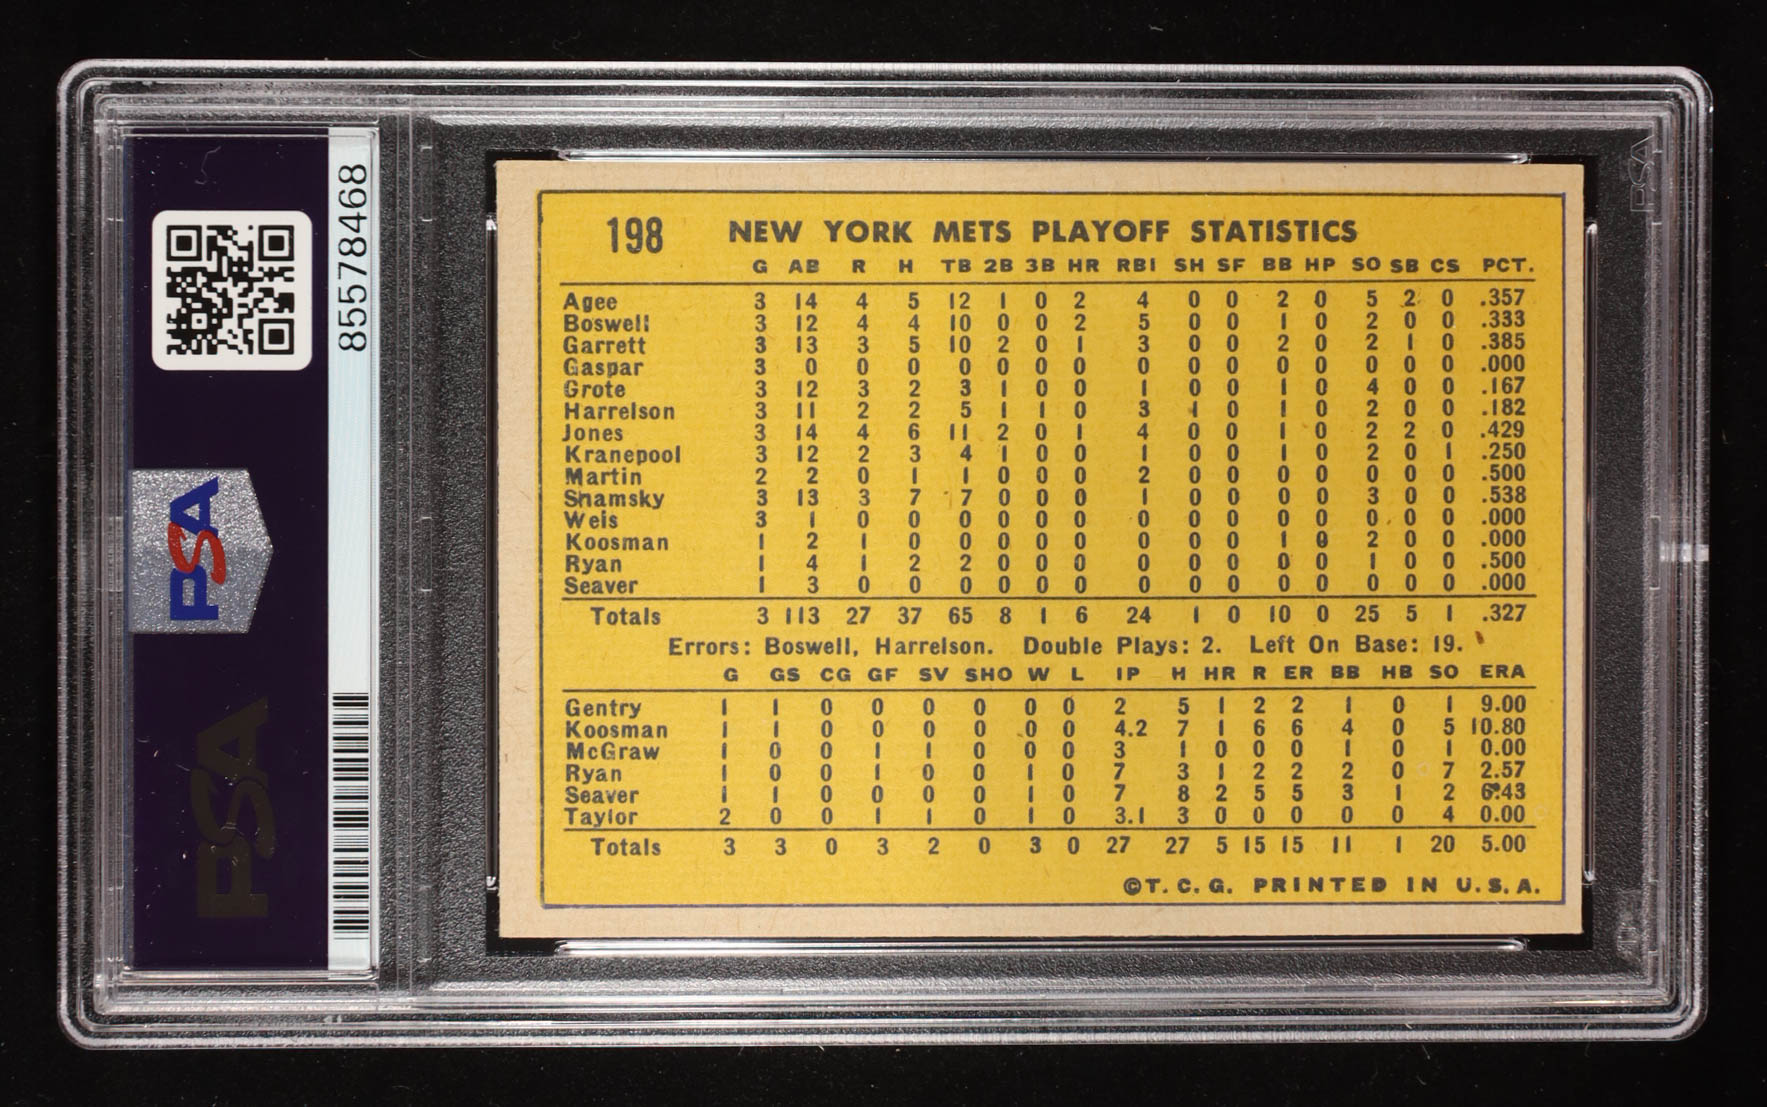 85578468
PSA
PSA
PSA
198 NEW YORK METS PLAYOFF STATISTICS
G AB R H TB 2B 3B HR RBI SH SF BB HP SO SB CS PCT.
Agee 3 14 4 5 12 1 0 2 4 0 0 2 0 5 2 0 .357
Boswell 3 12 4 4 10 0 0 2 5 0 0 1 0 2 0 0 .333
Garrett 3 13 3 5 10 2 0 1 3 0 0 2 0 2 1 0 .385
Gaspar 3 0 0 0 0 0 0 0 0 0 0 0 0 0 0 0 .000
Grote 3 12 3 2 3 1 0 0 1 0 0 1 0 4 0 0 .167
Harrelson 3 11 2 2 5 1 1 0 3 1 0 1 0 2 0 0 .182
Jones 3 14 4 6 11 2 0 1 4 0 0 1 0 2 2 0 .429
Kranepool 3 12 2 3 4 1 0 0 1 0 0 1 0 2 0 1 .250
Martin 2 2 0 1 1 0 0 0 2 0 0 0 0 0 0 0 .500
Shamsky 3 13 3 7 7 0 0 0 1 0 0 0 0 3 0 0 .538
Weis 3 1 0 0 0 0 0 0 0 0 0 0 0 0 0 0 .000
Koosman 1 2 1 0 0 0 0 0 0 0 0 1 0 2 0 0 .000
Ryan 1 4 1 2 2 0 0 0 0 0 0 0 0 1 0 0 .500
Seaver 1 3 0 0 0 0 0 0 0 0 0 0 0 0 0 0 .000
Totals 3 113 27 37 65 8 1 6 24 1 0 10 0 25 5 1 .327
Errors: Boswell, Harrelson. Double Plays: 2. Left On Base: 19.
G GS CG GF SV SHO W L IP H HR R ER BB HB SO ERA
Gentry 1 1 0 0 0 0 0 0 2 5 1 2 2 1 0 1 9.00
Koosman 1 1 0 0 0 0 0 0 4.2 7 1 6 6 4 0 5 10.80
McGraw 1 0 0 1 1 0 0 0 3 1 0 0 0 1 0 1 0.00
Ryan 1 0 0 1 0 0 1 0 7 3 1 2 2 2 0 7 2.57
Seaver 1 1 0 0 0 0 1 0 7 8 2 5 5 3 1 2 6.43
Taylor 2 0 0 1 1 0 1 0 3.1 3 0 0 0 0 0 4 0.00
Totals 3 3 0 3 2 0 3 0 27 27 5 15 15 11 1 20 5.00
©T. C. G. PRINTED IN U. S. A.